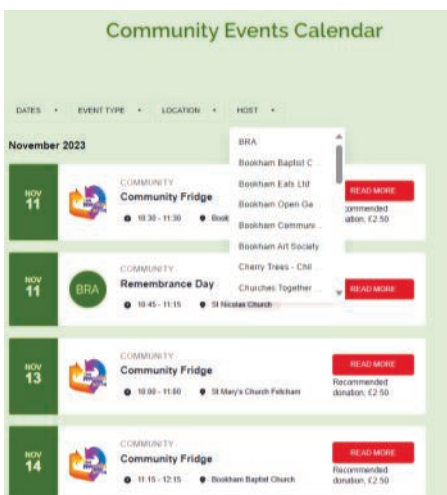 Community Events Calendar
DATES EVENT TYPE LOCATION HOST
November 2023
BRA
Bookham Baptist C...
Bookham Eats Ltd
Bookham Open Ga...
Bookham Communi...
Bookham Art Society
Cherry Trees - Chil...
Churches Together ...
NOV
11
COMMUNITY
Community Fridge
10:30 - 11:30 Book
READ MORE
donation, £2.50
NOV
11
BRA
COMMUNITY
Remembrance Day
10:45 - 11:15 St Nicolas Church
READ MORE
NOV
13
COMMUNITY
Community Fridge
10:00 - 11:00 St Mary's Church Fetcham
READ MORE
Recommended
donation, £2.50
NOV
14
COMMUNITY
Community Fridge
11:15 - 12:15 Bookham Baptist Church
READ MORE
Recommended
donation, £2.50